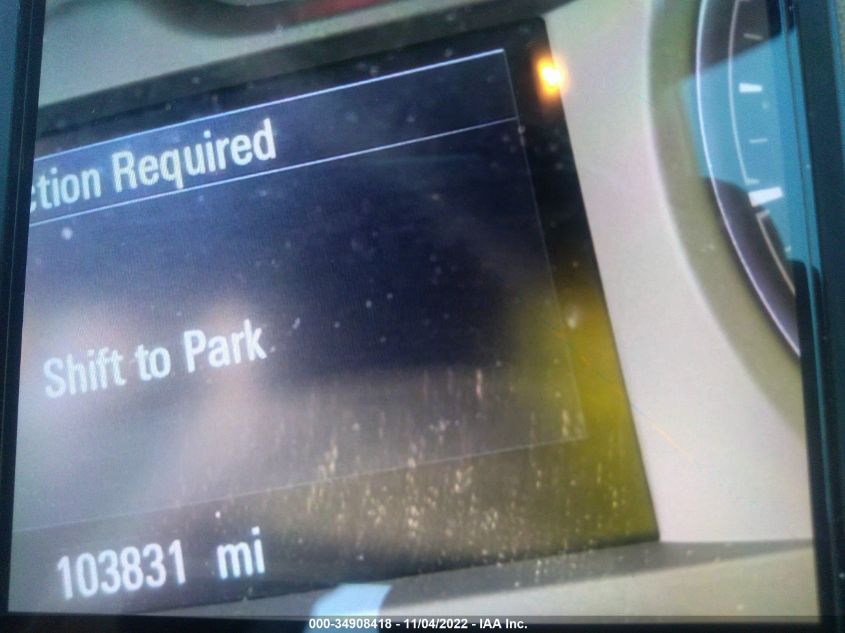 ction Required
Shift to Park
103831 mi
000-34908418 - 11/04/2022 - IAA Inc.